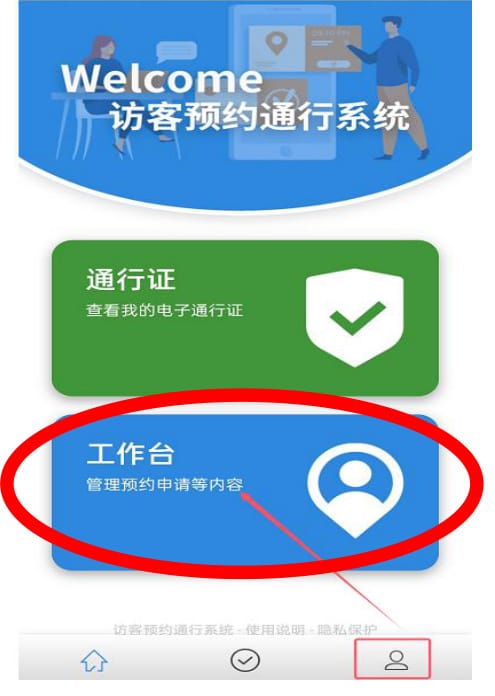 Welcome
访客预约通行系统
通行证
查看我的电子通行证
工作台
管理预约申请等内容
访客预约通行系统 - 使用说明 - 隐私保护